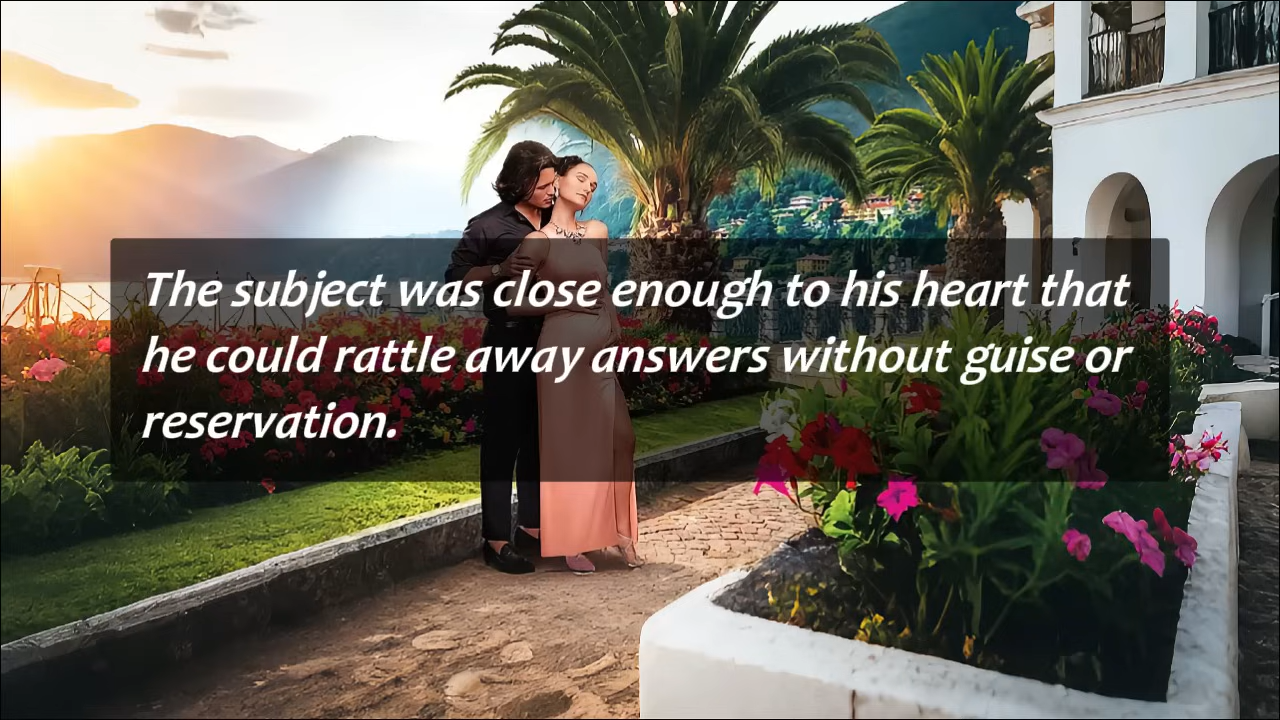 The subject was close enough to his heart that
he could rattle away answers without guise or
reservation.